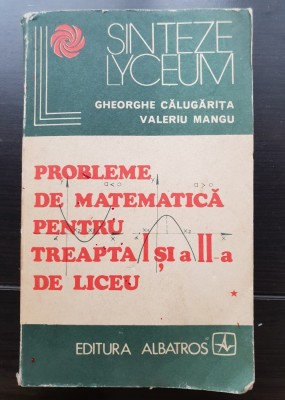 SINTEZE
LYCEUM
GHEORGHE CĂLUGĂRIȚA
VALERIU MANGU
PROBLEME
DE MATEMATICĂ
PENTRU
TREAPTA I ȘI a II-a
DE LICEU
*
EDITURA ALBATROS